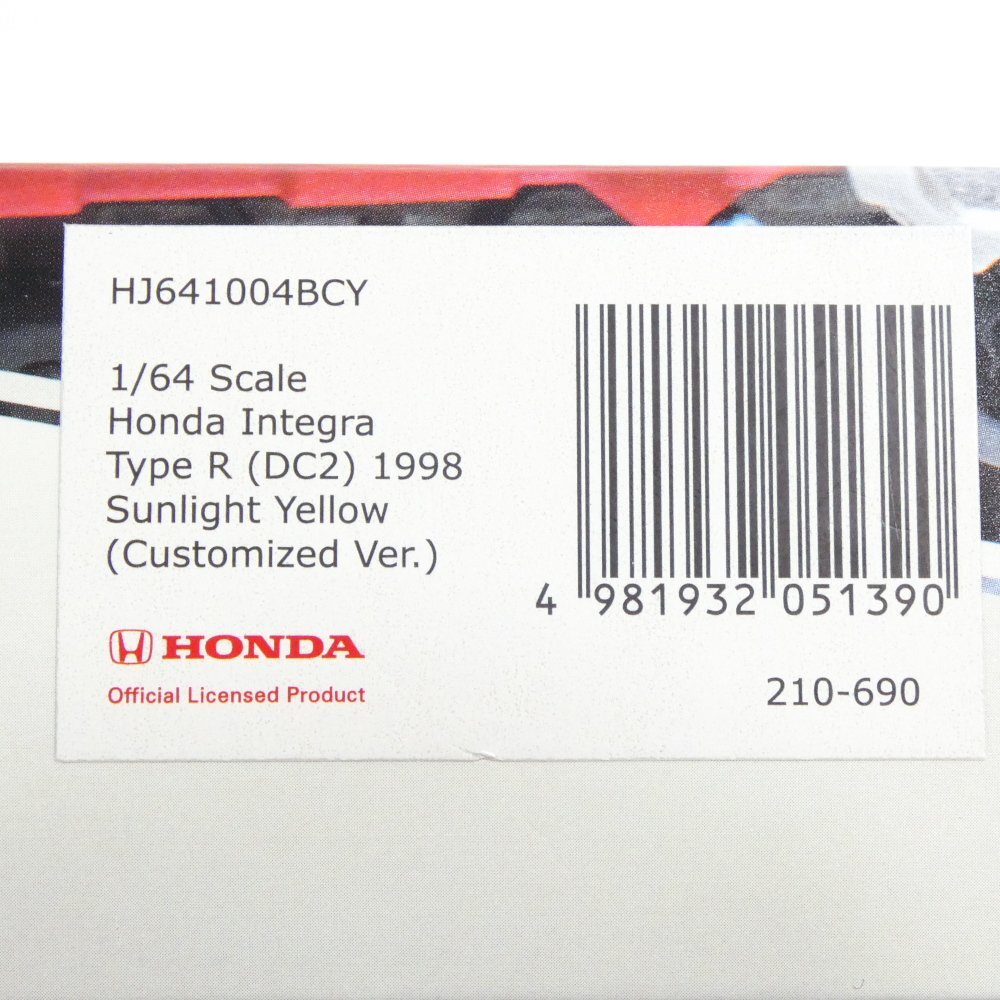 HJ641004BCY
1/64 Scale
Honda Integra
Type R (DC2) 1998
Sunlight Yellow
(Customized Ver.)
4 981932 051390
HONDA
Official Licensed Product
210-690